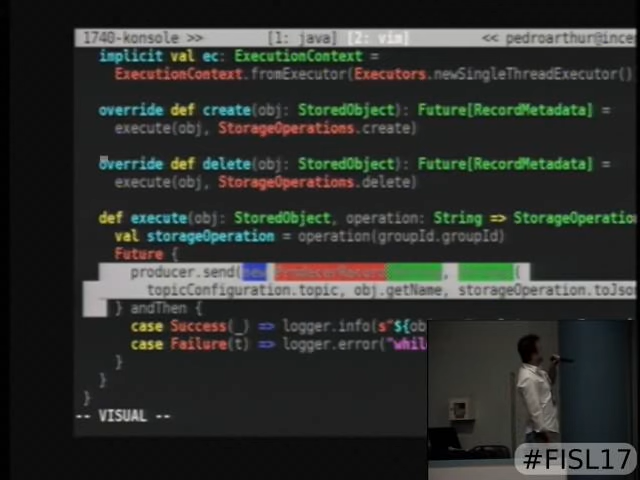 1740-konsole >> [1: java] [2: vim] << pedroarthur@ince
implicit val ec: ExecutionContext =
ExecutionContext.fromExecutor(Executors.newSingleThreadExecutor()
override def create(obj: StoredObject): Future[RecordMetadata] =
execute(obj, StorageOperations.create)
override def delete(obj: StoredObject): Future[RecordMetadata] =
execute(obj, StorageOperations.delete)
def execute(obj: StoredObject, operation: String => StorageOperatio
val storageOperation = operation(groupId.groupId)
Future {
producer.send(new ProducerRecord
topicConfiguration.topic, obj.getName, storageOperation.toJso
} andThen {
case Success(_) => logger.info(s"${ob
case Failure(t) => logger.error("whil
}
}
}
-- VISUAL --
#FISL17